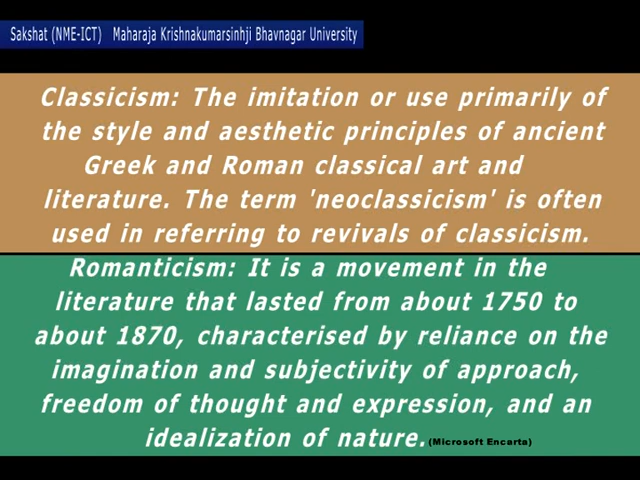 Sakshat (NME-ICT) Maharaja Krishnakumarsinhji Bhavnagar University
Classicism: The imitation or use primarily of
the style and aesthetic principles of ancient
Greek and Roman classical art and
literature. The term 'neoclassicism' is often
used in referring to revivals of classicism.
Romanticism: It is a movement in the
literature that lasted from about 1750 to
about 1870, characterised by reliance on the
imagination and subjectivity of approach,
freedom of thought and expression, and an
idealization of nature. (Microsoft Encarta)